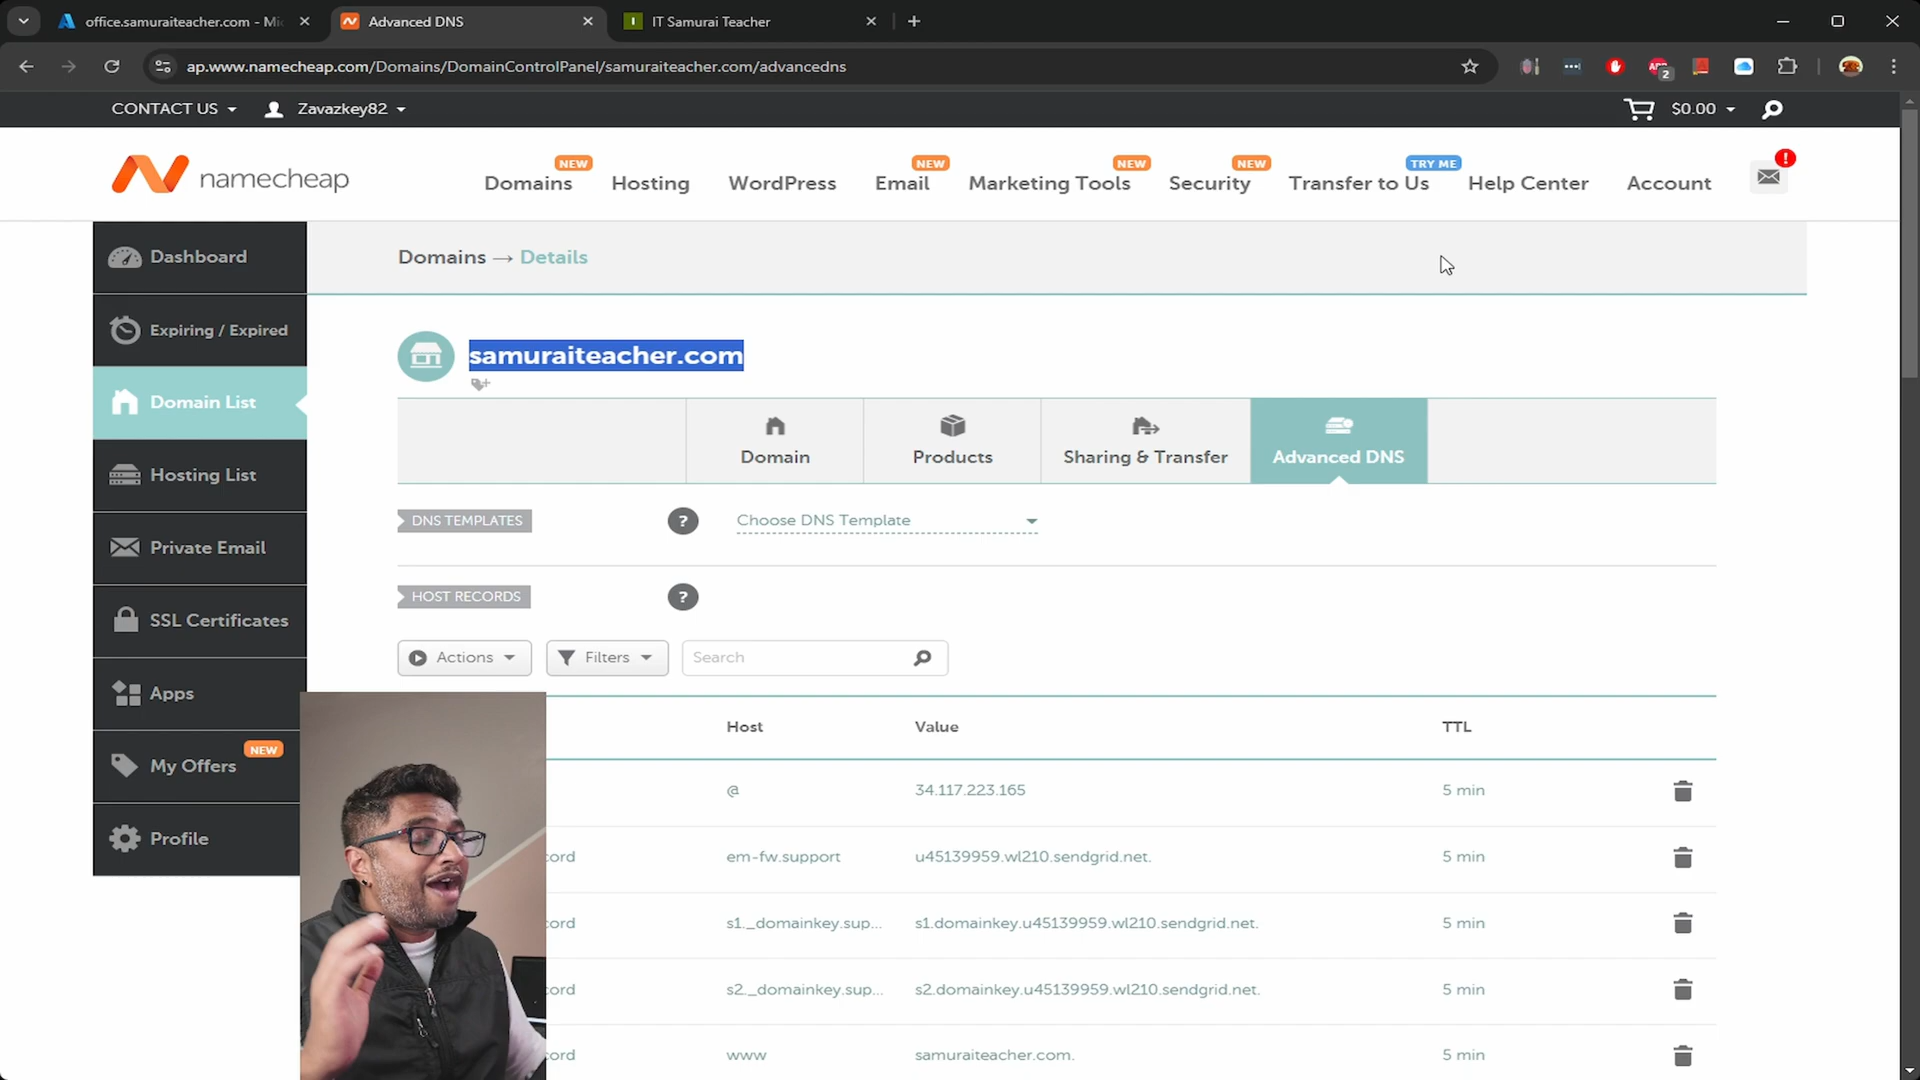 office.samuraiteacher.com - Mi
Advanced DNS
IT Samurai Teacher
ap.www.namecheap.com/Domains/DomainControlPanel/samuraiteacher.com/advancedns
2
CONTACT US
Zavazkey82
$0.00
namecheap
Domains NEW
Hosting
WordPress
Email NEW
Marketing Tools NEW
Security NEW
Transfer to Us TRY ME
Help Center
Account
!
Dashboard
Expiring / Expired
Domain List
Hosting List
Private Email
SSL Certificates
Apps
My Offers NEW
Profile
Domains → Details
samuraiteacher.com
Domain
Products
Sharing & Transfer
Advanced DNS
DNS TEMPLATES ? Choose DNS Template
HOST RECORDS ?
Actions Filters Search
Host Value TTL
@ 34.117.223.165 5 min
cord em-fw.support u45139959.wl210.sendgrid.net. 5 min
cord s1._domainkey.sup... s1.domainkey.u45139959.wl210.sendgrid.net. 5 min
cord s2._domainkey.sup... s2.domainkey.u45139959.wl210.sendgrid.net. 5 min
cord www samuraiteacher.com. 5 min